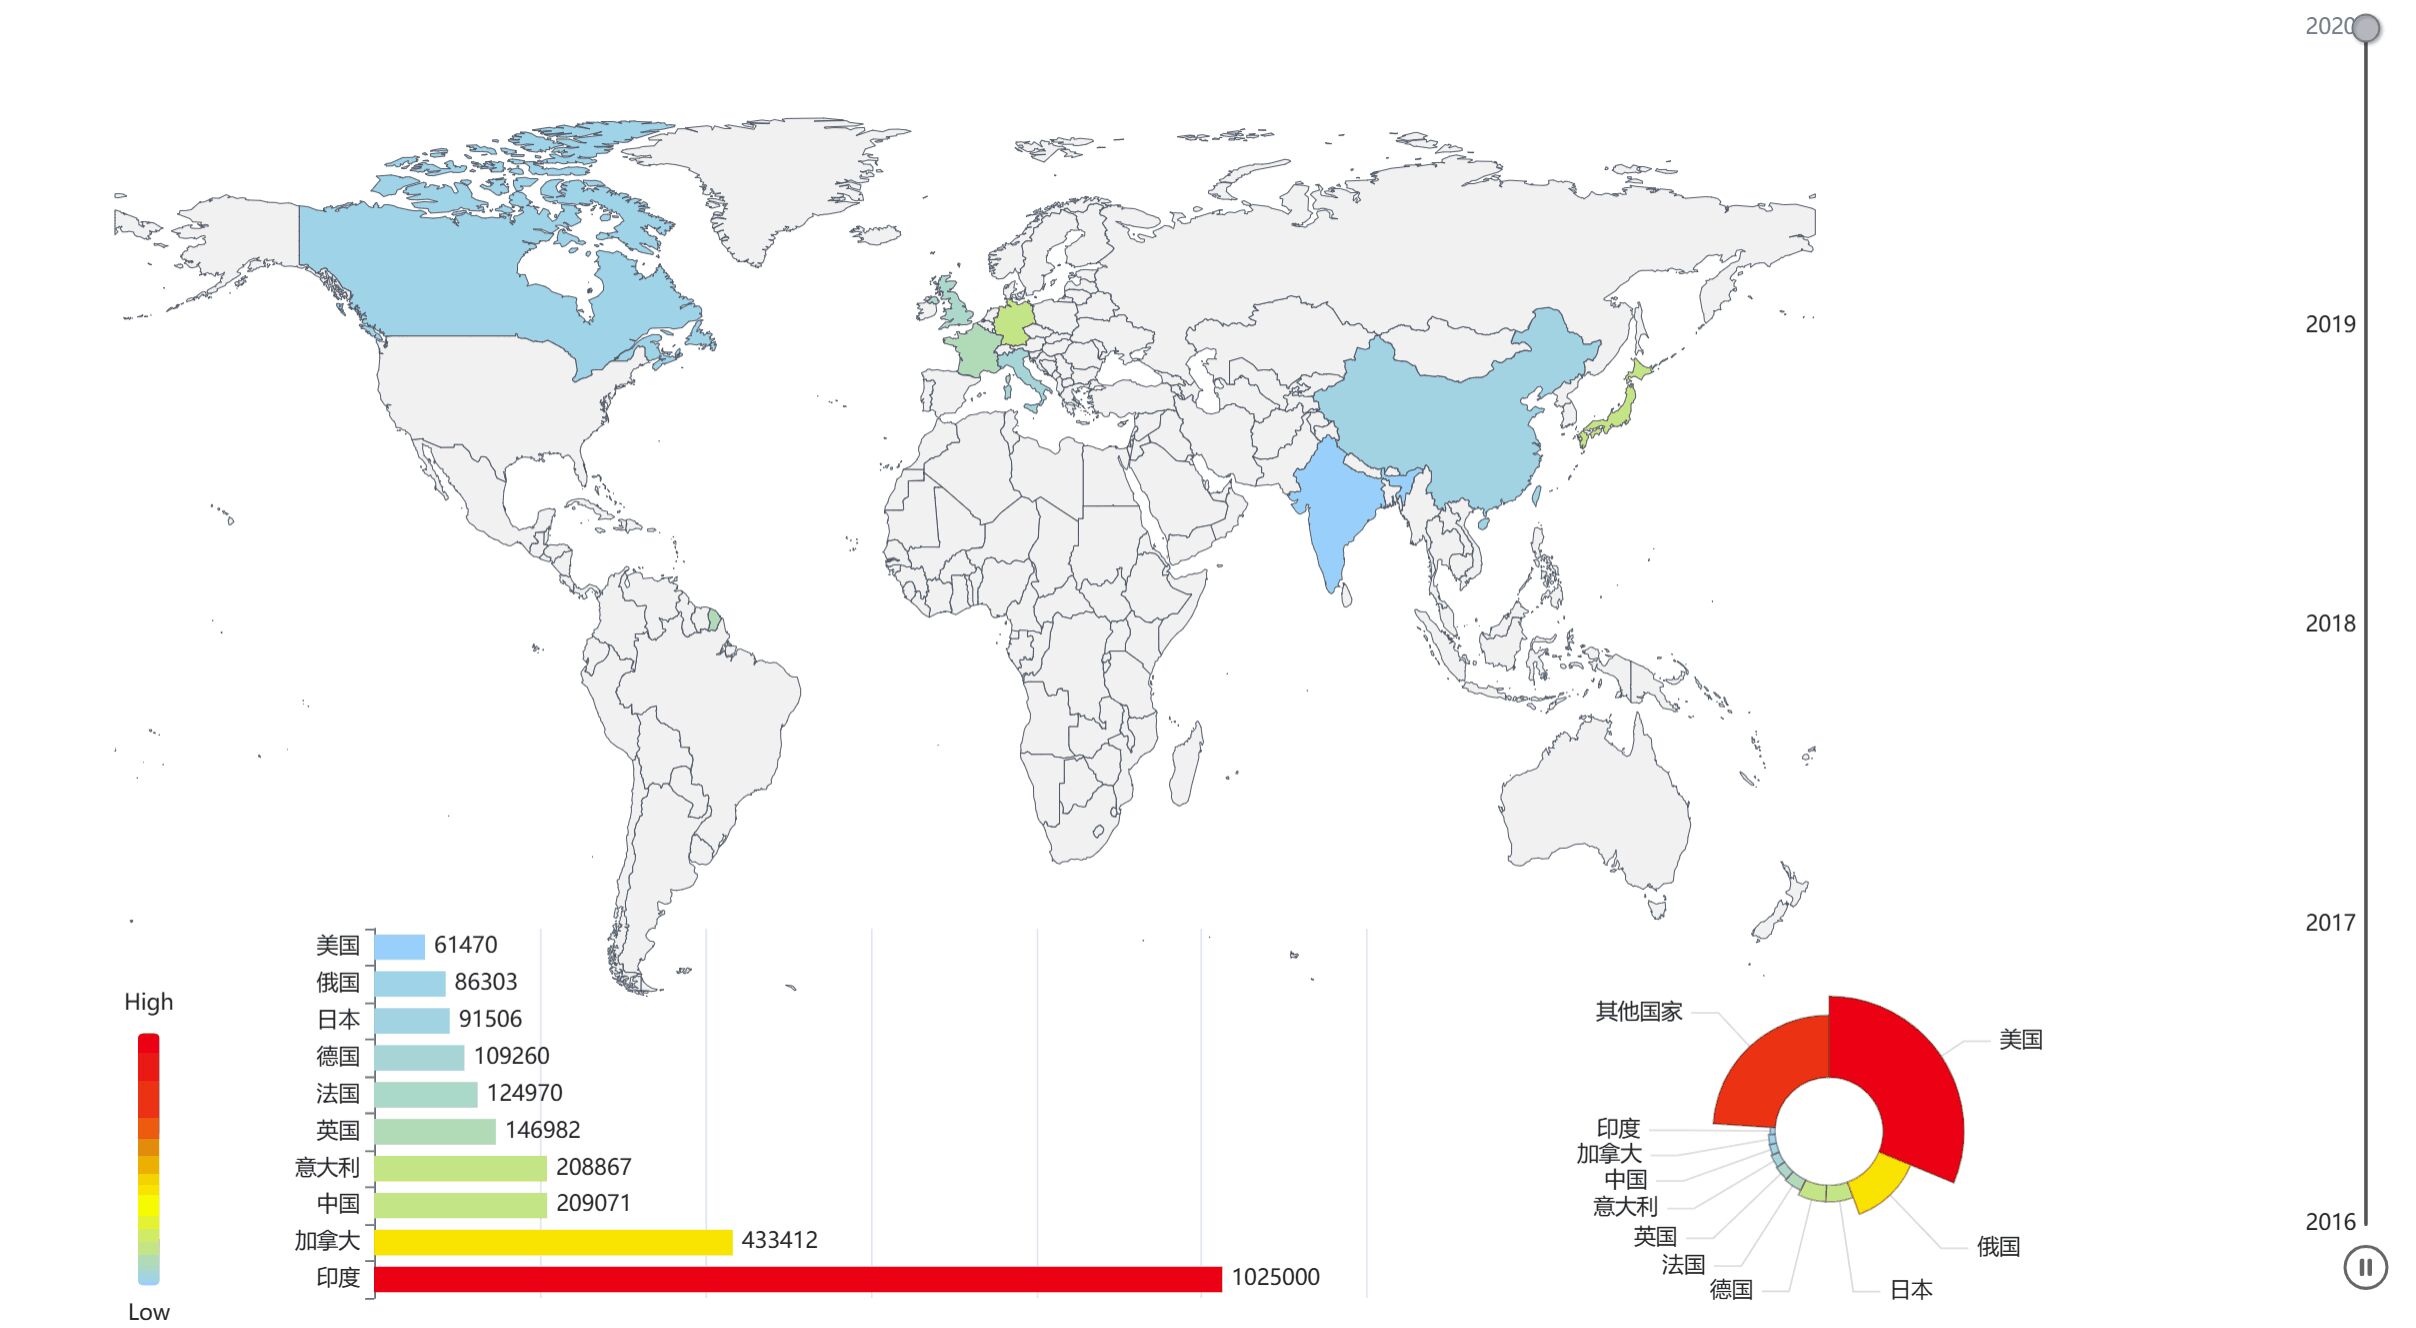 2020
2019
2018
2017
2016
High
Low
美国 61470
俄国 86303
日本 91506
德国 109260
法国 124970
英国 146982
意大利 208867
中国 209071
加拿大 433412
印度 1025000
其他国家
美国
印度
加拿大
中国
意大利
英国
法国
德国
日本
俄国